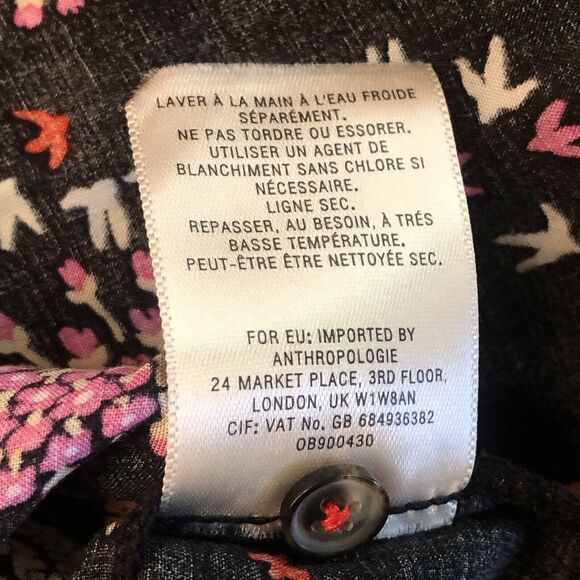 LAVER À LA MAIN À L'EAU FROIDE
SÉPARÉMENT.
NE PAS TORDRE OU ESSORER.
UTILISER UN AGENT DE
BLANCHIMENT SANS CHLORE SI
NÉCESSAIRE.
LIGNE SEC.
REPASSER, AU BESOIN, À TRÉS
BASSE TEMPÉRATURE.
PEUT-ÊTRE ÊTRE NETTOYÉE SEC.
FOR EU: IMPORTED BY
ANTHROPOLOGIE
24 MARKET PLACE, 3RD FLOOR,
LONDON, UK W1W8AN
CIF: VAT No. GB 684936382
OB900430